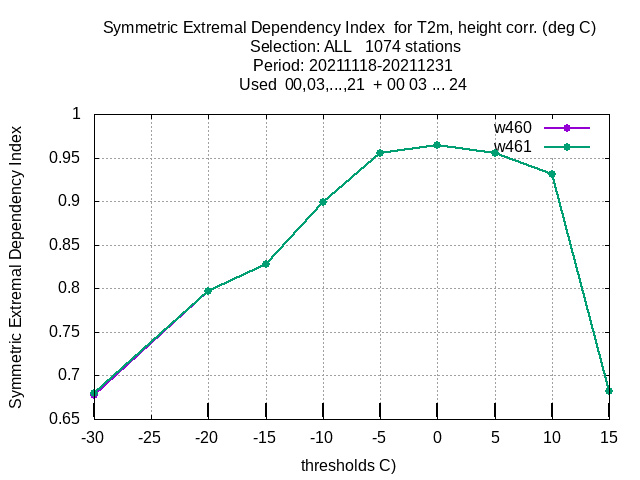 Symmetric Extremal Dependency Index  for T2m, height corr. (deg C)
Selection: ALL   1074 stations
Period: 20211118-20211231
Used  00,03,...,21  + 00 03 ... 24
Symmetric Extremal Dependency Index
1
0.95
0.9
0.85
0.8
0.75
0.7
0.65
w460
w461
-30 -25 -20 -15 -10 -5 0 5 10 15
thresholds C)